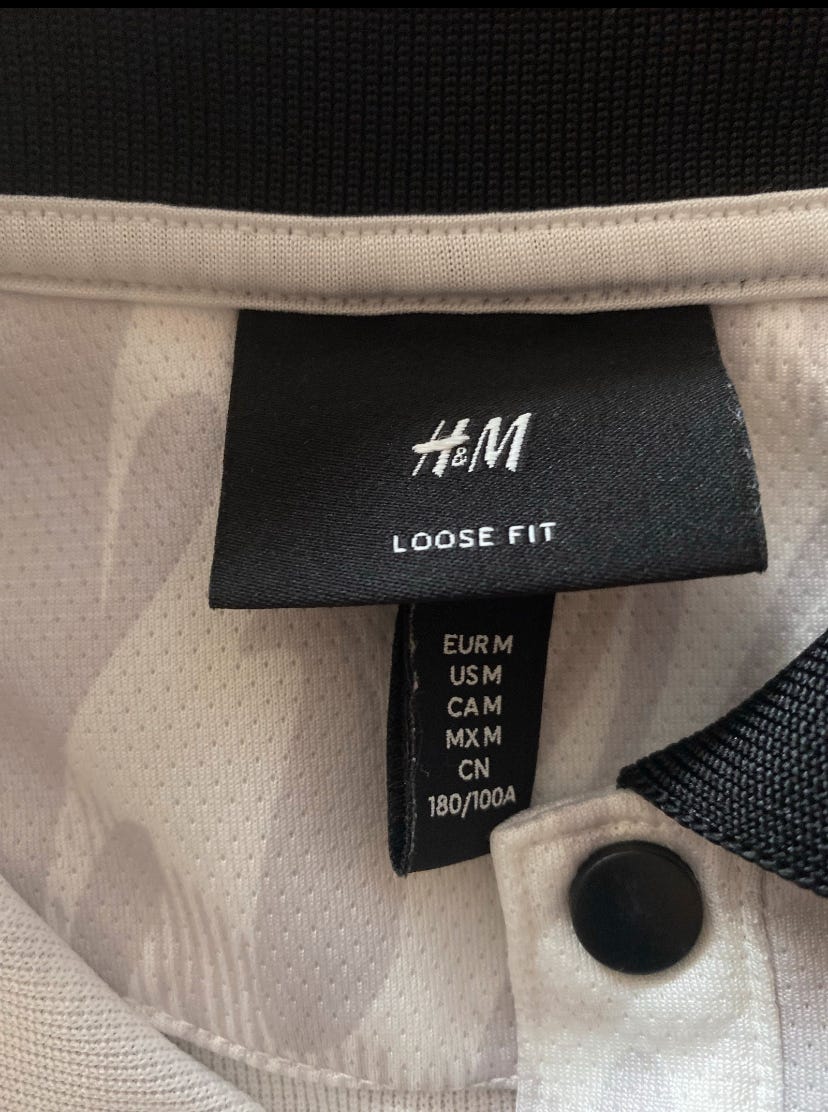 H&M
LOOSE FIT
EUR M
US M
CA M
MX M
CN
180/100A